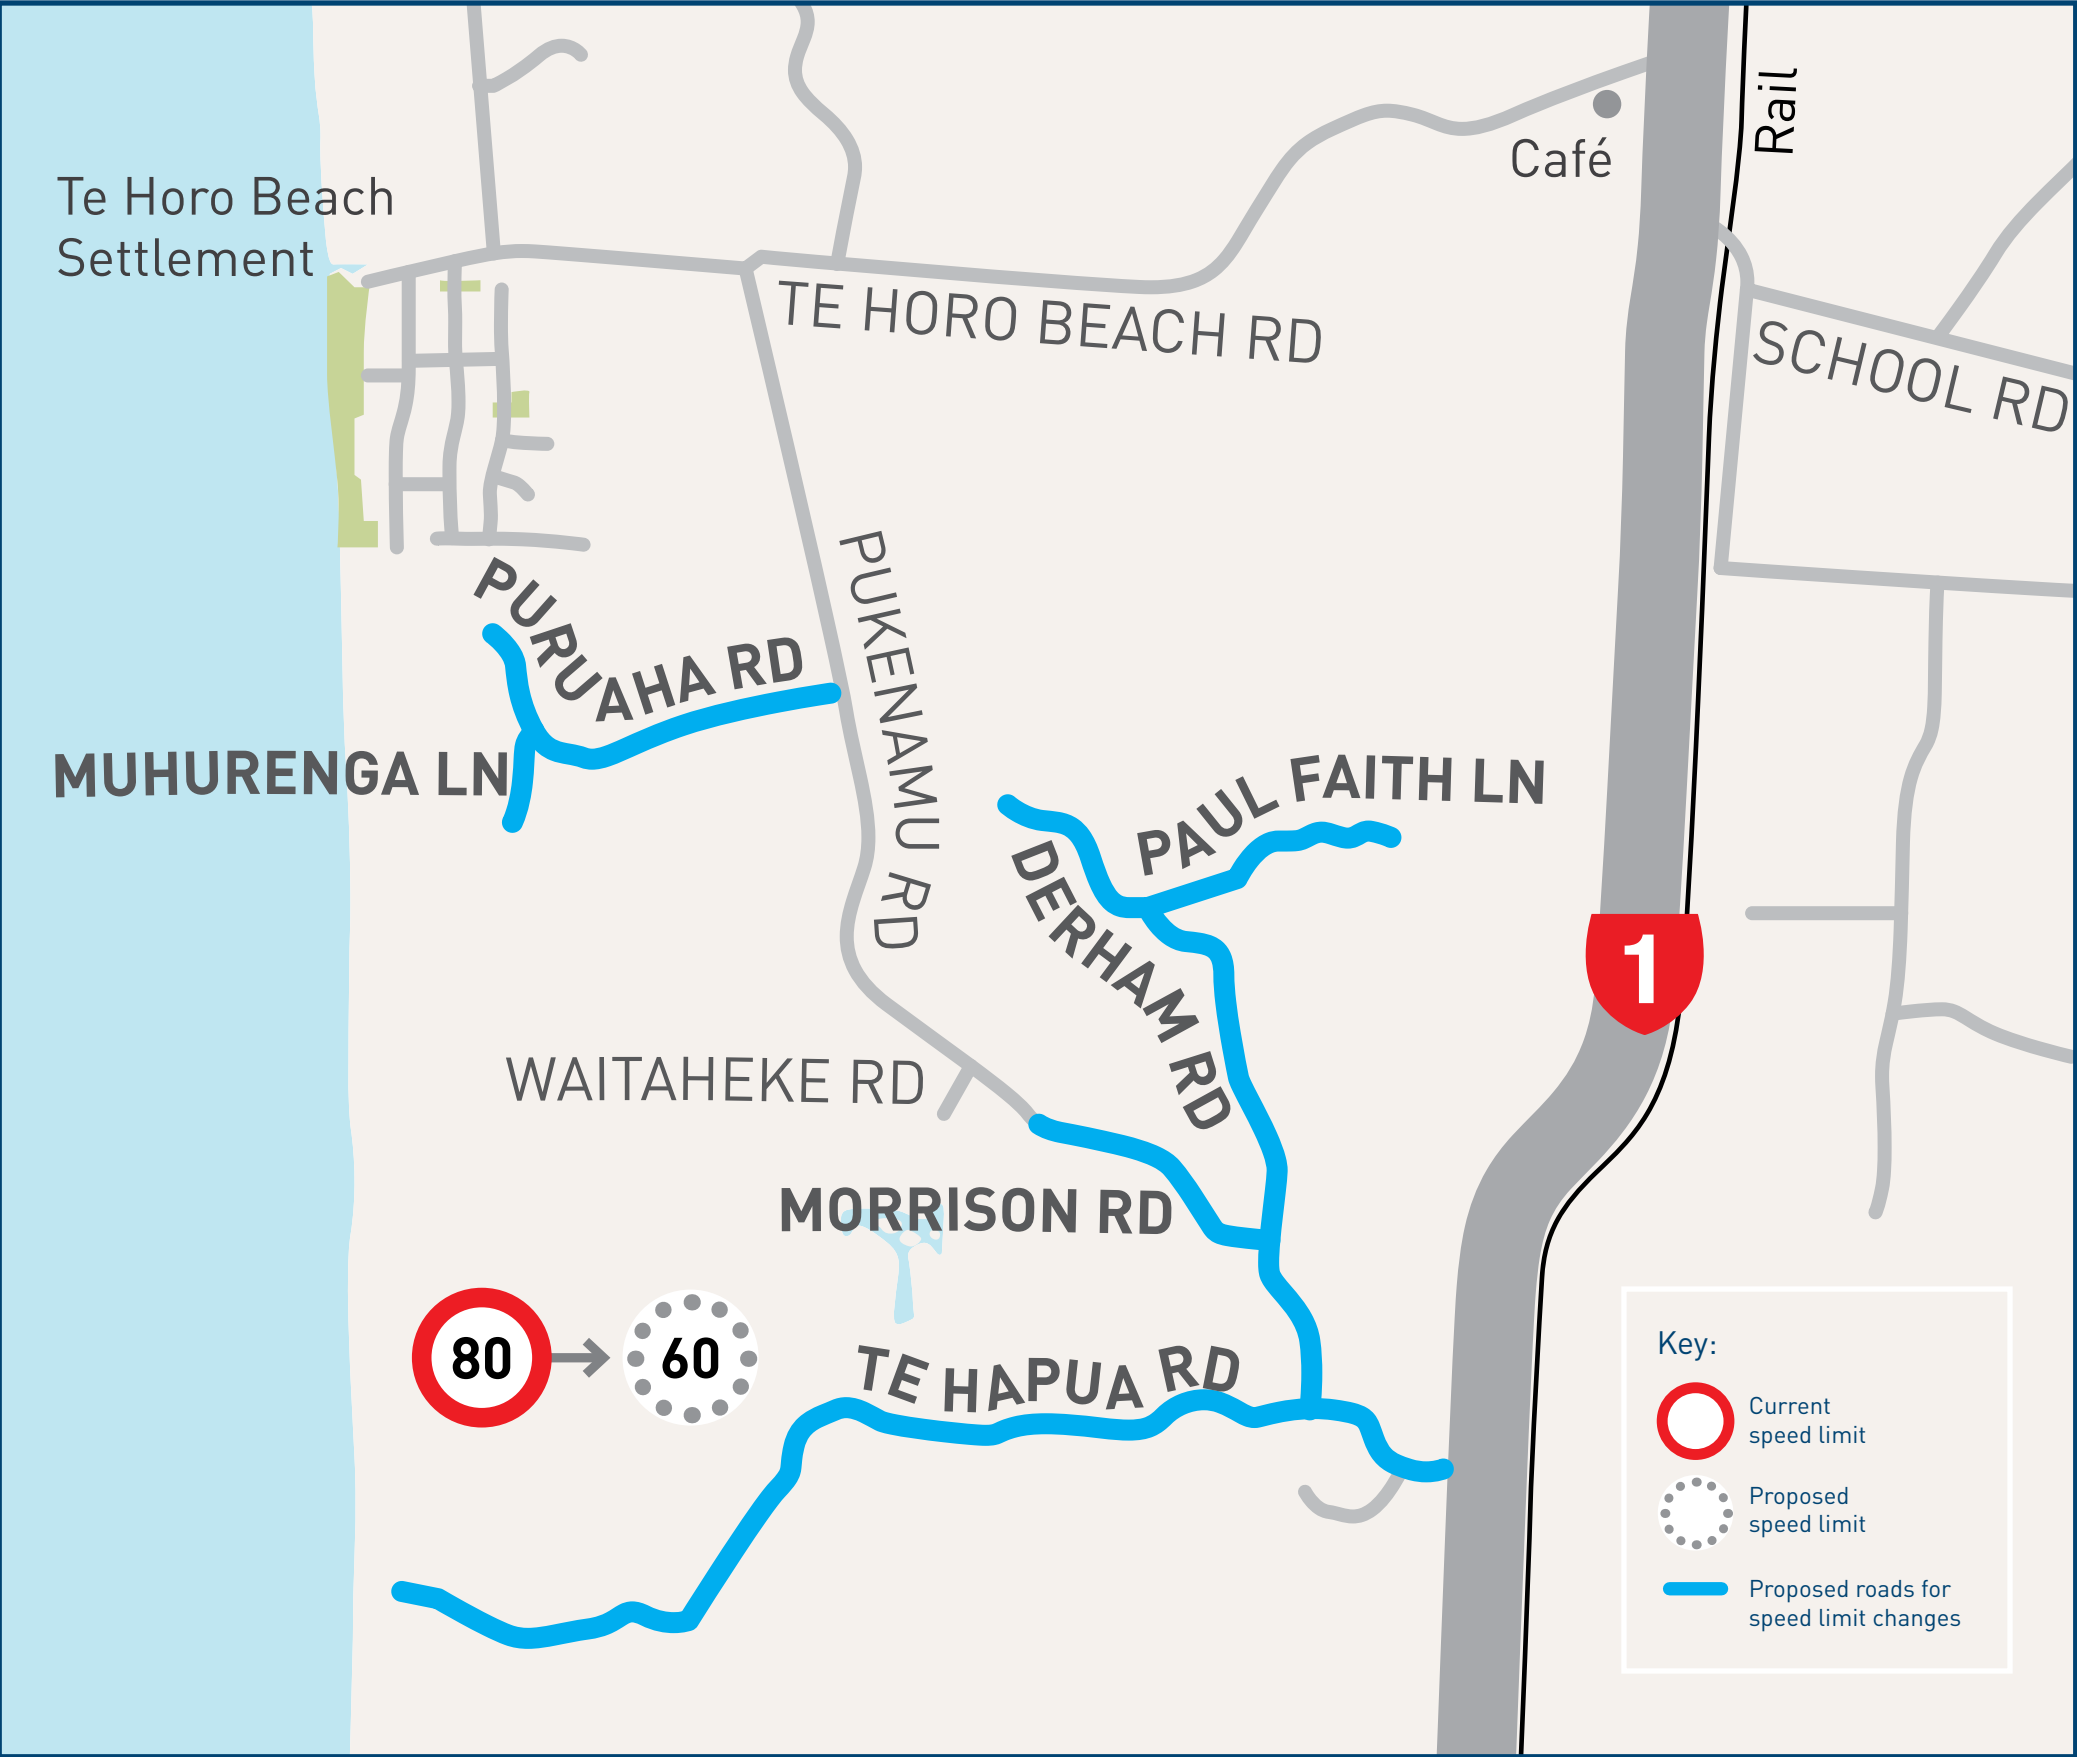 Rail
Café
Te Horo Beach
Settlement
TE HORO BEACH RD
SCHOOL RD
PURUAHA RD
PUKENAMU RD
MUHURENGA LN
PAUL FAITH LN
DERHAM RD
1
WAITAHEKE RD
MORRISON RD
80
60
TE HAPUA RD
Key:
Current
speed limit
Proposed
speed limit
Proposed roads for
speed limit changes